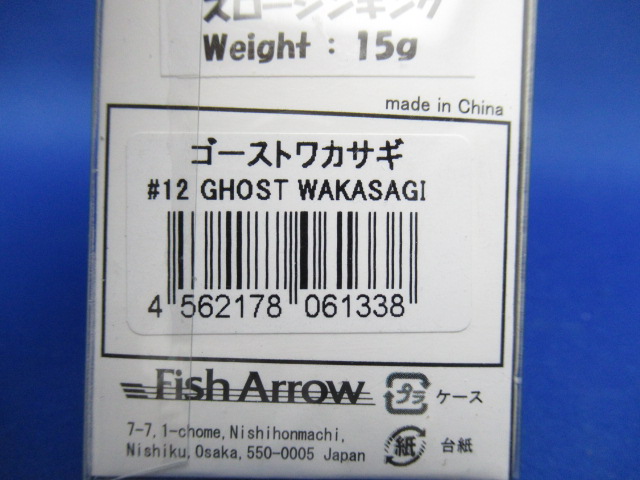 スローシンキング
Weight : 15g
made in China
ゴーストワカサギ
#12 GHOST WAKASAGI
4 562178 061338
Fish Arrow
プラ ケース
7-7,1-chome,Nishihonmachi,
Nishiku,Osaka,550-0005 Japan
紙 台紙